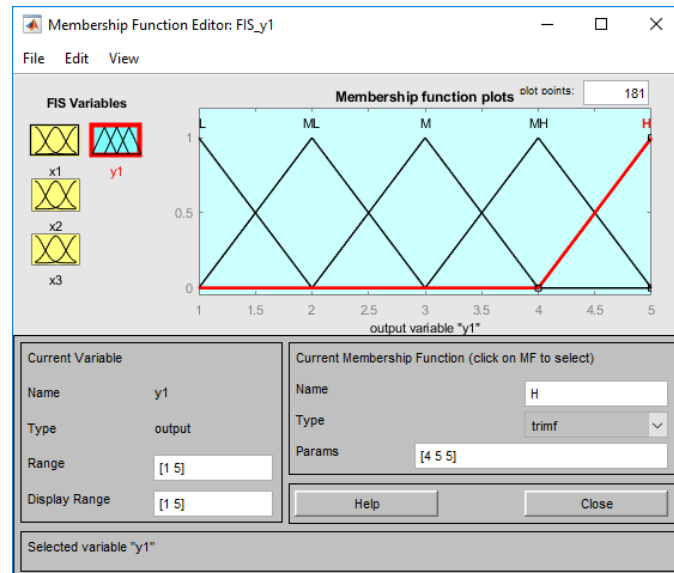 Membership Function Editor: FIS_y1
File Edit View
FIS Variables
x1
y1
x2
x3
Membership function plots
plot points:
181
L ML M MH H
1
0.5
0
1 1.5 2 2.5 3 3.5 4 4.5 5
output variable "y1"
Current Variable
Name y1
Type output
Range [1 5]
Display Range [1 5]
Current Membership Function (click on MF to select)
Name H
Type trimf
Params [4 5 5]
Help Close
Selected variable "y1"